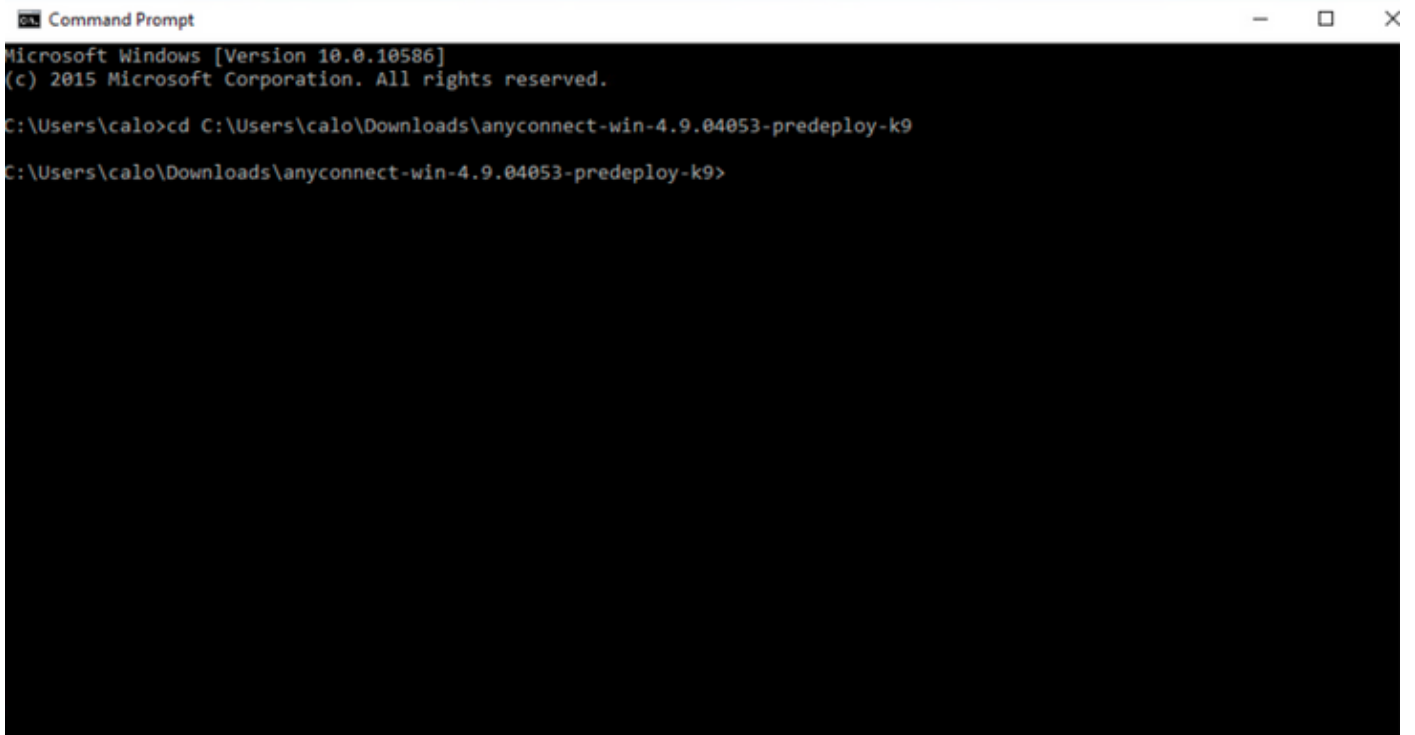 Command Prompt
Microsoft Windows [Version 10.0.10586]
(c) 2015 Microsoft Corporation. All rights reserved.
C:\Users\calo>cd C:\Users\calo\Downloads\anyconnect-win-4.9.04053-predeploy-k9
C:\Users\calo\Downloads\anyconnect-win-4.9.04053-predeploy-k9>